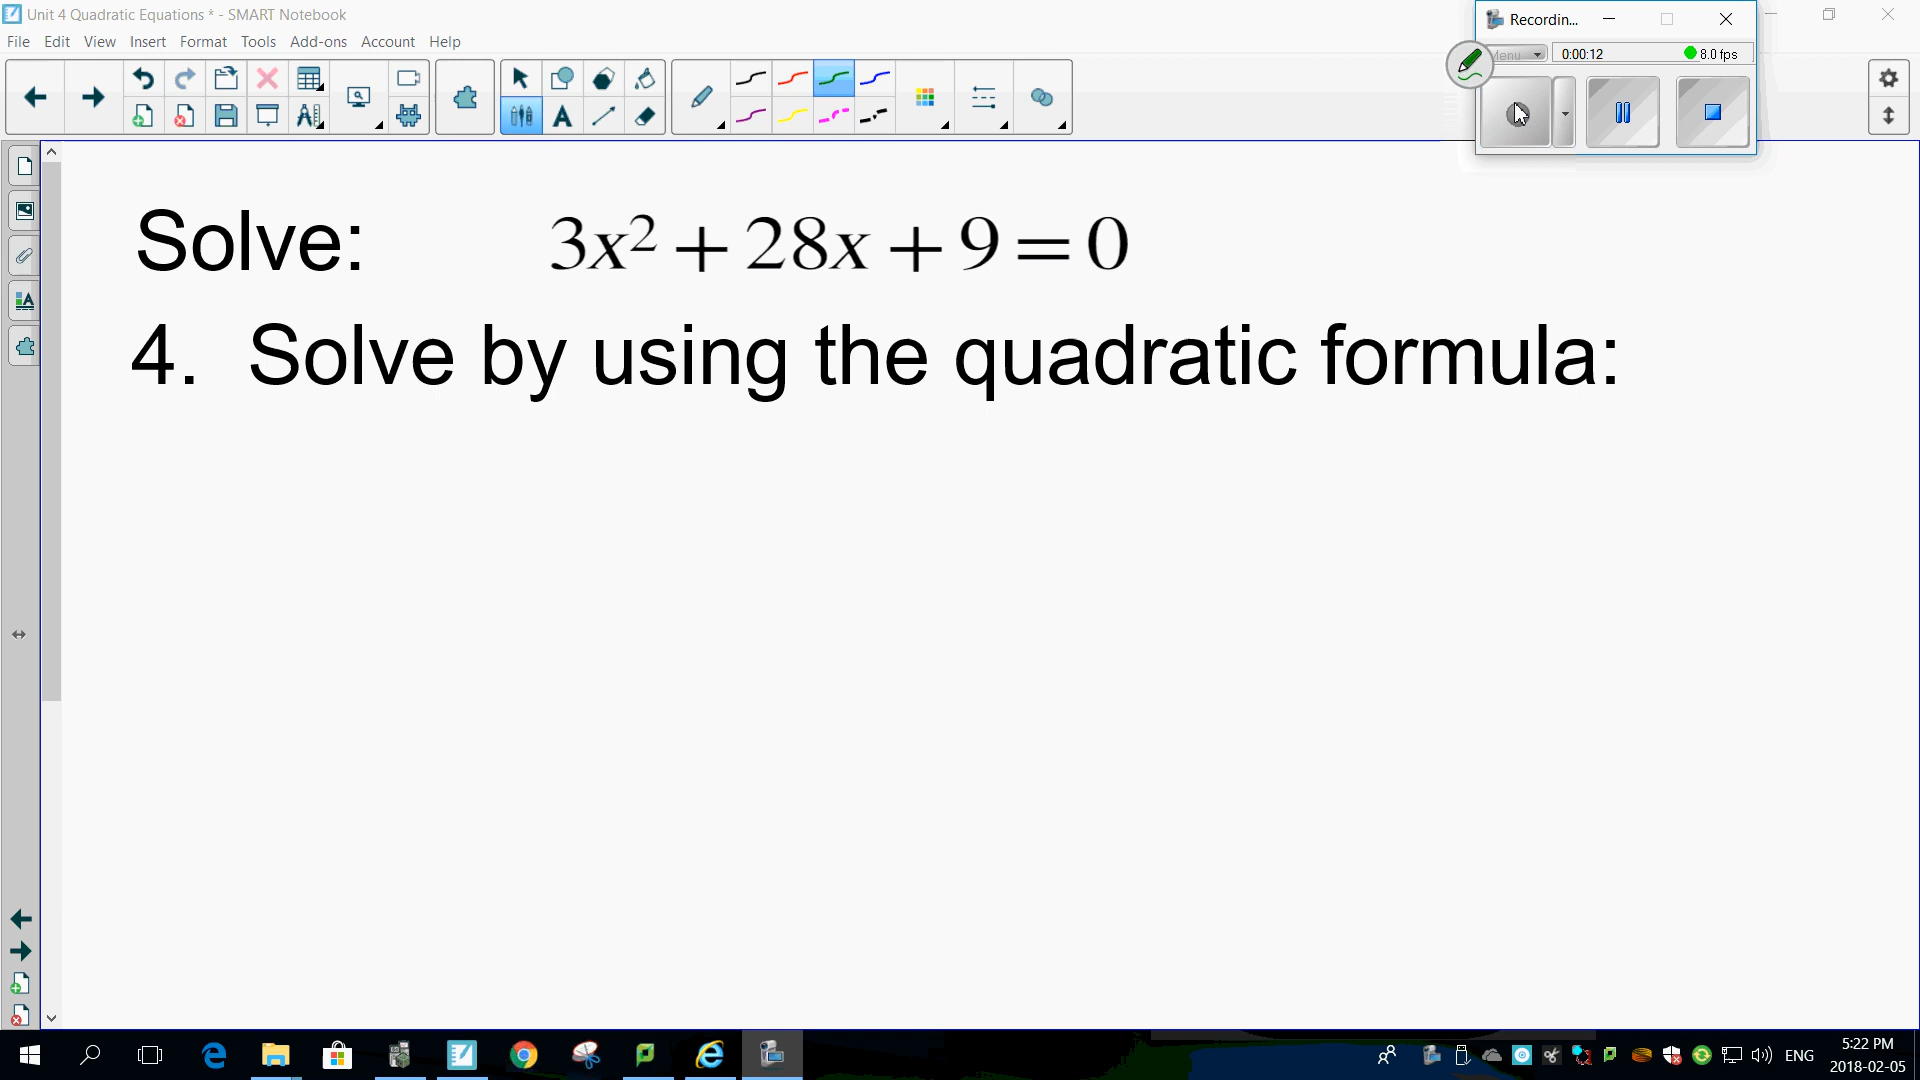 Unit 4 Quadratic Equations * - SMART Notebook
Recordin...
File Edit View Insert Format Tools Add-ons Account Help
Menu 0:00:12 8.0 fps
Solve: 3x² + 28x + 9 = 0
4. Solve by using the quadratic formula:
ENG
5:22 PM
2018-02-05